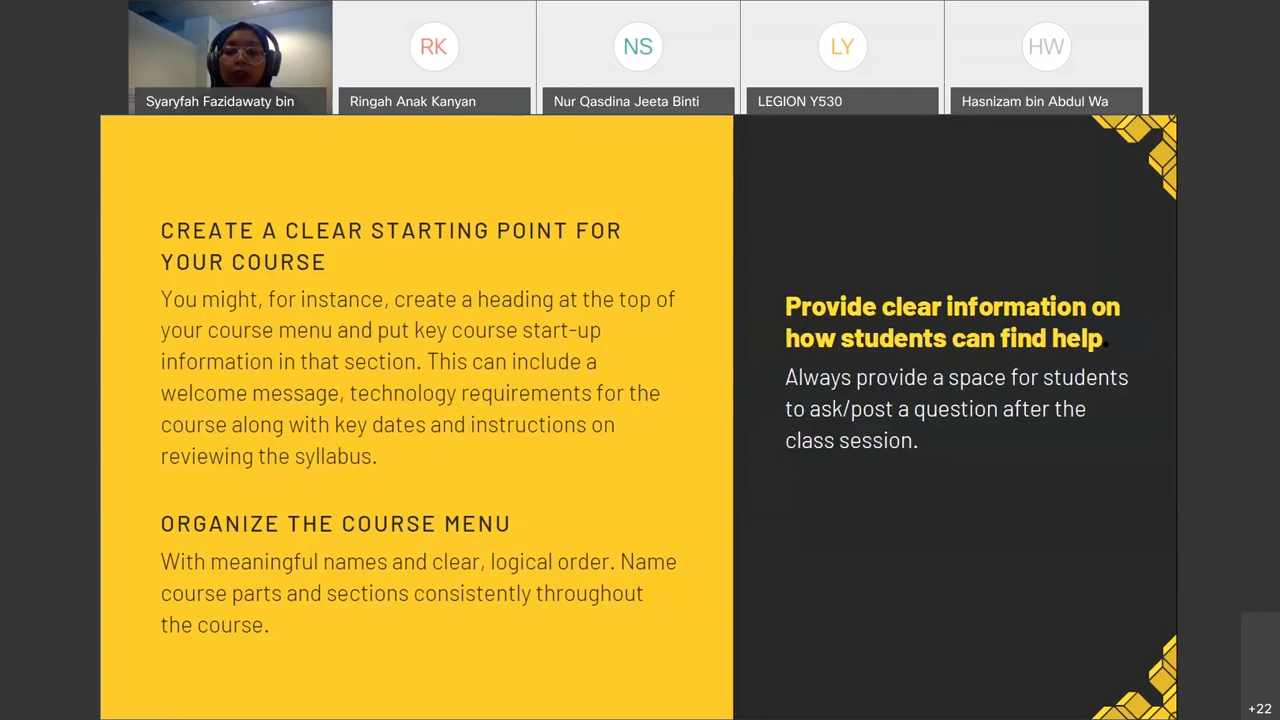 RK
NS
LY
HW
Syaryfah Fazidawaty bin
Ringah Anak Kanyan
Nur Qasdina Jeeta Binti
LEGION Y530
Hasnizam bin Abdul Wa
CREATE A CLEAR STARTING POINT FOR
YOUR COURSE
You might, for instance, create a heading at the top of
your course menu and put key course start-up
information in that section. This can include a
welcome message, technology requirements for the
course along with key dates and instructions on
reviewing the syllabus.
ORGANIZE THE COURSE MENU
With meaningful names and clear, logical order. Name
course parts and sections consistently throughout
the course.
Provide clear information on
how students can find help.
Always provide a space for students
to ask/post a question after the
class session.
+22